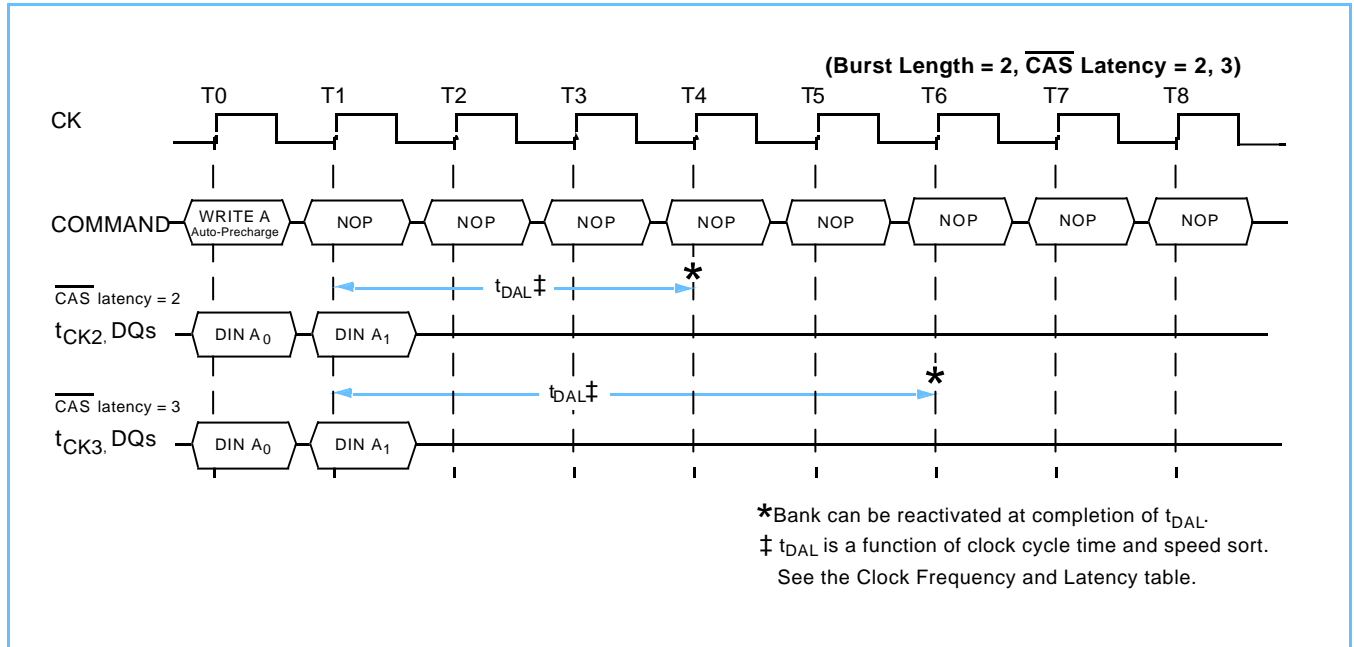 (Burst Length = 2, CAS Latency = 2, 3)
T0 T1 T2 T3 T4 T5 T6 T7 T8
CK
COMMAND
WRITE A
Auto-Precharge
NOP NOP NOP NOP NOP NOP NOP NOP
*
tDAL‡
CAS latency = 2
tCK2, DQs
DIN A0 DIN A1
*
tDAL‡
CAS latency = 3
tCK3, DQs
DIN A0 DIN A1
*Bank can be reactivated at completion of tDAL.
‡ tDAL is a function of clock cycle time and speed sort.
See the Clock Frequency and Latency table.